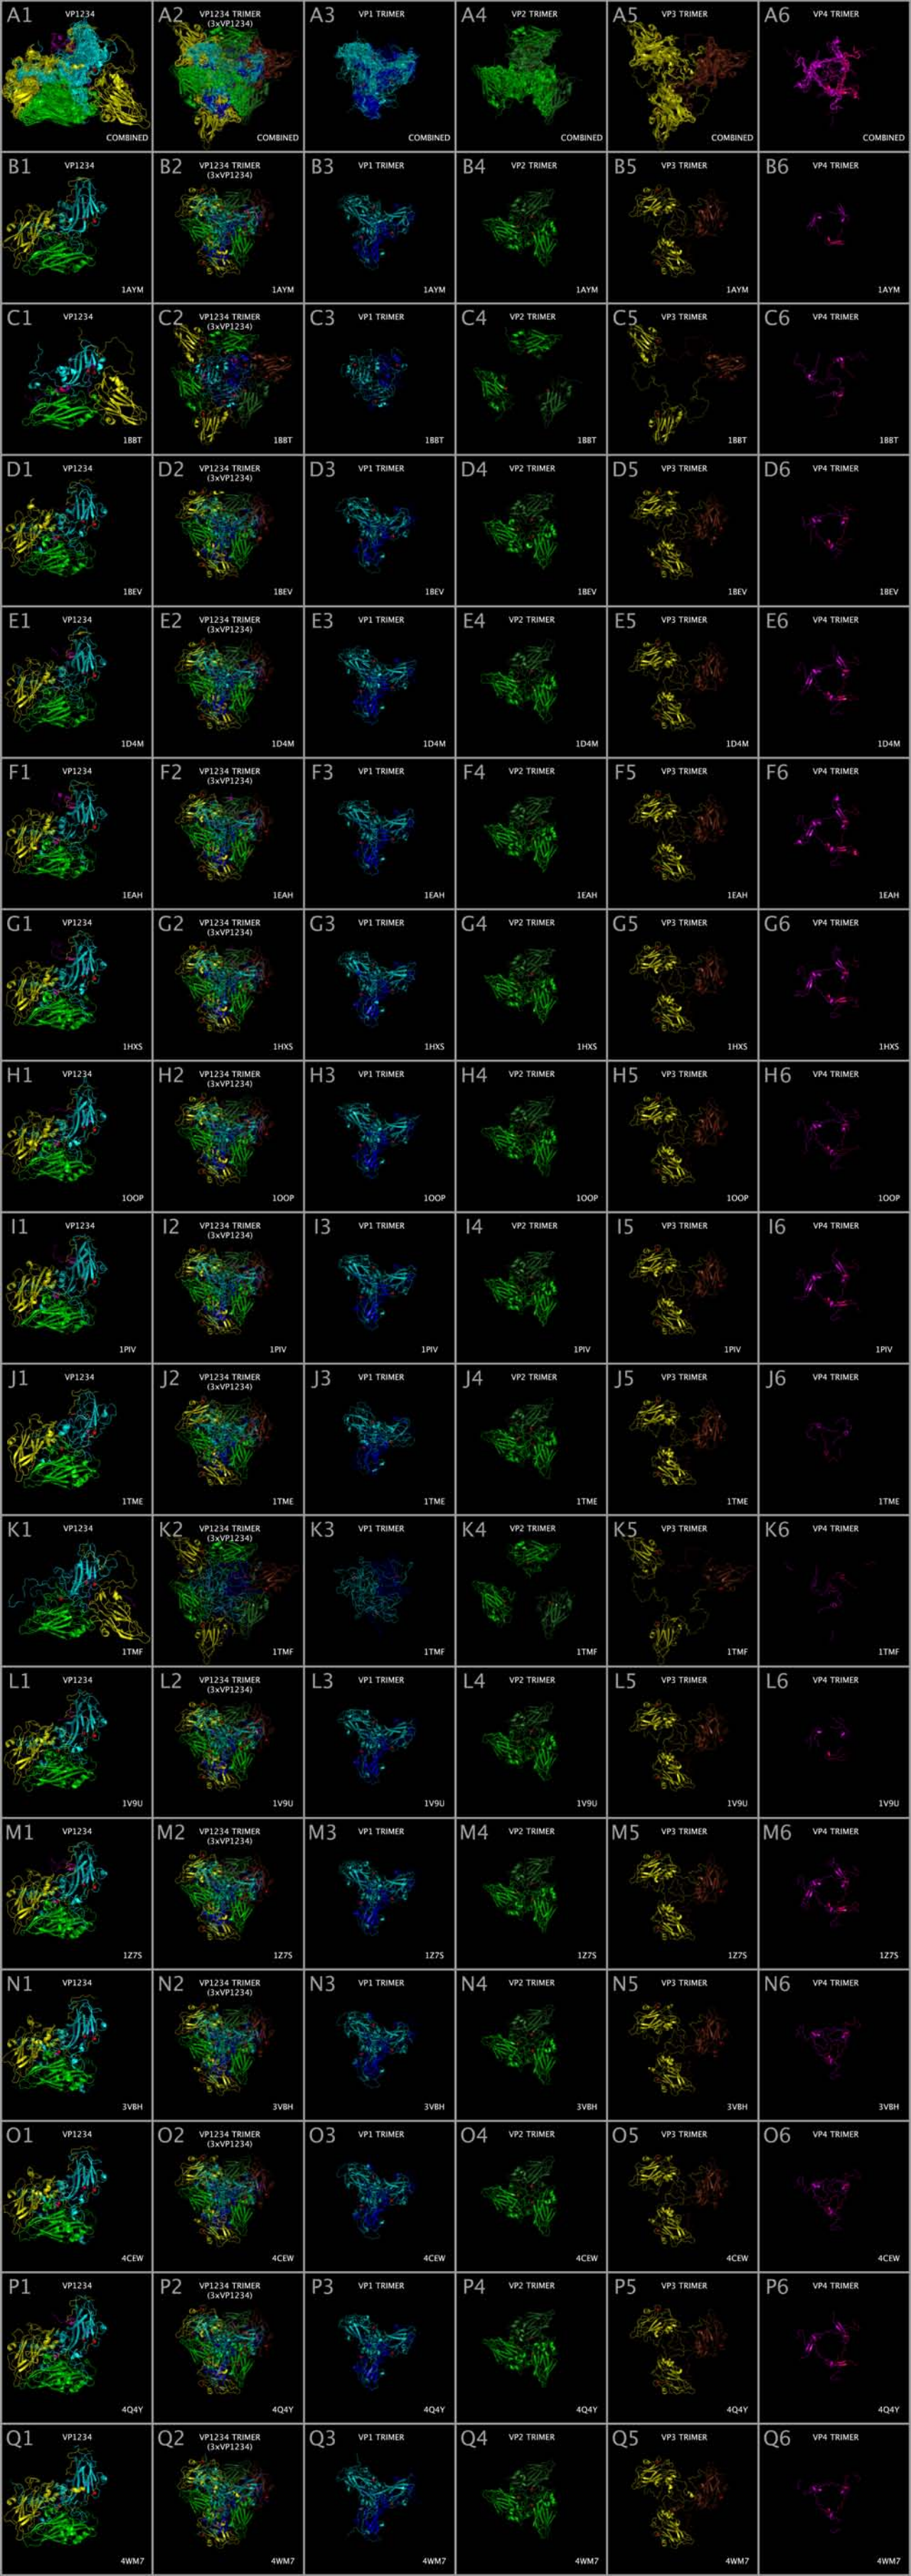 A1 VP1234
COMBINED
A2 VP1234 TRIMER
(3xVP1234)
COMBINED
A3 VP1 TRIMER
COMBINED
A4 VP2 TRIMER
COMBINED
A5 VP3 TRIMER
COMBINED
A6 VP4 TRIMER
COMBINED
B1 VP1234
1AYM
B2 VP1234 TRIMER
(3xVP1234)
1AYM
B3 VP1 TRIMER
1AYM
B4 VP2 TRIMER
1AYM
B5 VP3 TRIMER
1AYM
B6 VP4 TRIMER
1AYM
C1 VP1234
1BBT
C2 VP1234 TRIMER
(3xVP1234)
1BBT
C3 VP1 TRIMER
1BBT
C4 VP2 TRIMER
1BBT
C5 VP3 TRIMER
1BBT
C6 VP4 TRIMER
1BBT
D1 VP1234
1BEV
D2 VP1234 TRIMER
(3xVP1234)
1BEV
D3 VP1 TRIMER
1BEV
D4 VP2 TRIMER
1BEV
D5 VP3 TRIMER
1BEV
D6 VP4 TRIMER
1BEV
E1 VP1234
1D4M
E2 VP1234 TRIMER
(3xVP1234)
1D4M
E3 VP1 TRIMER
1D4M
E4 VP2 TRIMER
1D4M
E5 VP3 TRIMER
1D4M
E6 VP4 TRIMER
1D4M
F1 VP1234
1EAH
F2 VP1234 TRIMER
(3xVP1234)
1EAH
F3 VP1 TRIMER
1EAH
F4 VP2 TRIMER
1EAH
F5 VP3 TRIMER
1EAH
F6 VP4 TRIMER
1EAH
G1 VP1234
1HXS
G2 VP1234 TRIMER
(3xVP1234)
1HXS
G3 VP1 TRIMER
1HXS
G4 VP2 TRIMER
1HXS
G5 VP3 TRIMER
1HXS
G6 VP4 TRIMER
1HXS
H1 VP1234
1OOP
H2 VP1234 TRIMER
(3xVP1234)
1OOP
H3 VP1 TRIMER
1OOP
H4 VP2 TRIMER
1OOP
H5 VP3 TRIMER
1OOP
H6 VP4 TRIMER
1OOP
I1 VP1234
1PIV
I2 VP1234 TRIMER
(3xVP1234)
1PIV
I3 VP1 TRIMER
1PIV
I4 VP2 TRIMER
1PIV
I5 VP3 TRIMER
1PIV
I6 VP4 TRIMER
1PIV
J1 VP1234
1TME
J2 VP1234 TRIMER
(3xVP1234)
1TME
J3 VP1 TRIMER
1TME
J4 VP2 TRIMER
1TME
J5 VP3 TRIMER
1TME
J6 VP4 TRIMER
1TME
K1 VP1234
1TMF
K2 VP1234 TRIMER
(3xVP1234)
1TMF
K3 VP1 TRIMER
1TMF
K4 VP2 TRIMER
1TMF
K5 VP3 TRIMER
1TMF
K6 VP4 TRIMER
1TMF
L1 VP1234
1V9U
L2 VP1234 TRIMER
(3xVP1234)
1V9U
L3 VP1 TRIMER
1V9U
L4 VP2 TRIMER
1V9U
L5 VP3 TRIMER
1V9U
L6 VP4 TRIMER
1V9U
M1 VP1234
1Z7S
M2 VP1234 TRIMER
(3xVP1234)
1Z7S
M3 VP1 TRIMER
1Z7S
M4 VP2 TRIMER
1Z7S
M5 VP3 TRIMER
1Z7S
M6 VP4 TRIMER
1Z7S
N1 VP1234
3VBH
N2 VP1234 TRIMER
(3xVP1234)
3VBH
N3 VP1 TRIMER
3VBH
N4 VP2 TRIMER
3VBH
N5 VP3 TRIMER
3VBH
N6 VP4 TRIMER
3VBH
O1 VP1234
4CEW
O2 VP1234 TRIMER
(3xVP1234)
4CEW
O3 VP1 TRIMER
4CEW
O4 VP2 TRIMER
4CEW
O5 VP3 TRIMER
4CEW
O6 VP4 TRIMER
4CEW
P1 VP1234
4Q4Y
P2 VP1234 TRIMER
(3xVP1234)
4Q4Y
P3 VP1 TRIMER
4Q4Y
P4 VP2 TRIMER
4Q4Y
P5 VP3 TRIMER
4Q4Y
P6 VP4 TRIMER
4Q4Y
Q1 VP1234
4WM7
Q2 VP1234 TRIMER
(3xVP1234)
4WM7
Q3 VP1 TRIMER
4WM7
Q4 VP2 TRIMER
4WM7
Q5 VP3 TRIMER
4WM7
Q6 VP4 TRIMER
4WM7